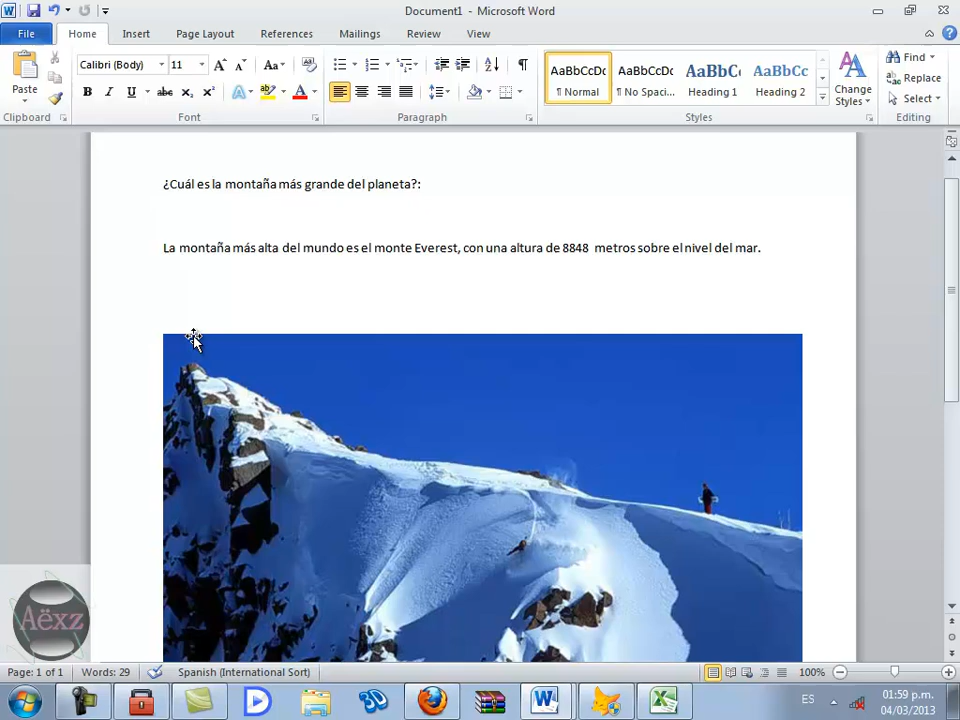 Document1 - Microsoft Word
File Home Insert Page Layout References Mailings Review View
Paste
Calibri (Body) 11
Find
Replace
Select
AaBbCcDc AaBbCcDc AaBbC AaBbCc
¶ Normal ¶ No Spaci... Heading 1 Heading 2
Change Styles
Clipboard Font Paragraph Styles Editing
¿Cuál es la montaña más grande del planeta?:
La montaña más alta del mundo es el monte Everest, con una altura de 8848 metros sobre el nivel del mar.
Aëxz
Page: 1 of 1 Words: 29 Spanish (International Sort) 100%
3D
ES
01:59 p.m.
04/03/2013